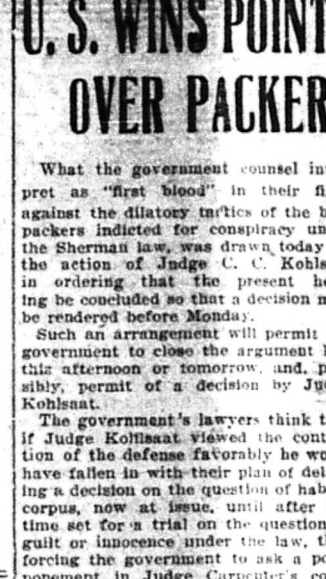 U. S. WINS POINT
OVER PACKER
What the government counsel in
pret as "first blood" in their fi
against the dilatory tactics of the b
packers indicted for conspiracy un
the Sherman law, was drawn today
the action of Judge C. C. Kohls
in ordering that the present he
ing be concluded so that a decision m
be rendered before Monday.
Such an arrangement will permit
government to close the argument
this afternoon or tomorrow, and, p
sibly, permit of a decision by Ju
Kohlsaat.
The government's lawyers think t
if Judge Kohlsaat viewed the cont
tion of the defense favorably he wo
have fallen in with their plan of del
ing a decision on the question of hab
corpus, now at issue, until after
time set for a trial on the question
guilt or innocence under the law, t
forcing the government to ask a po
ponement in Judge Carpenter's